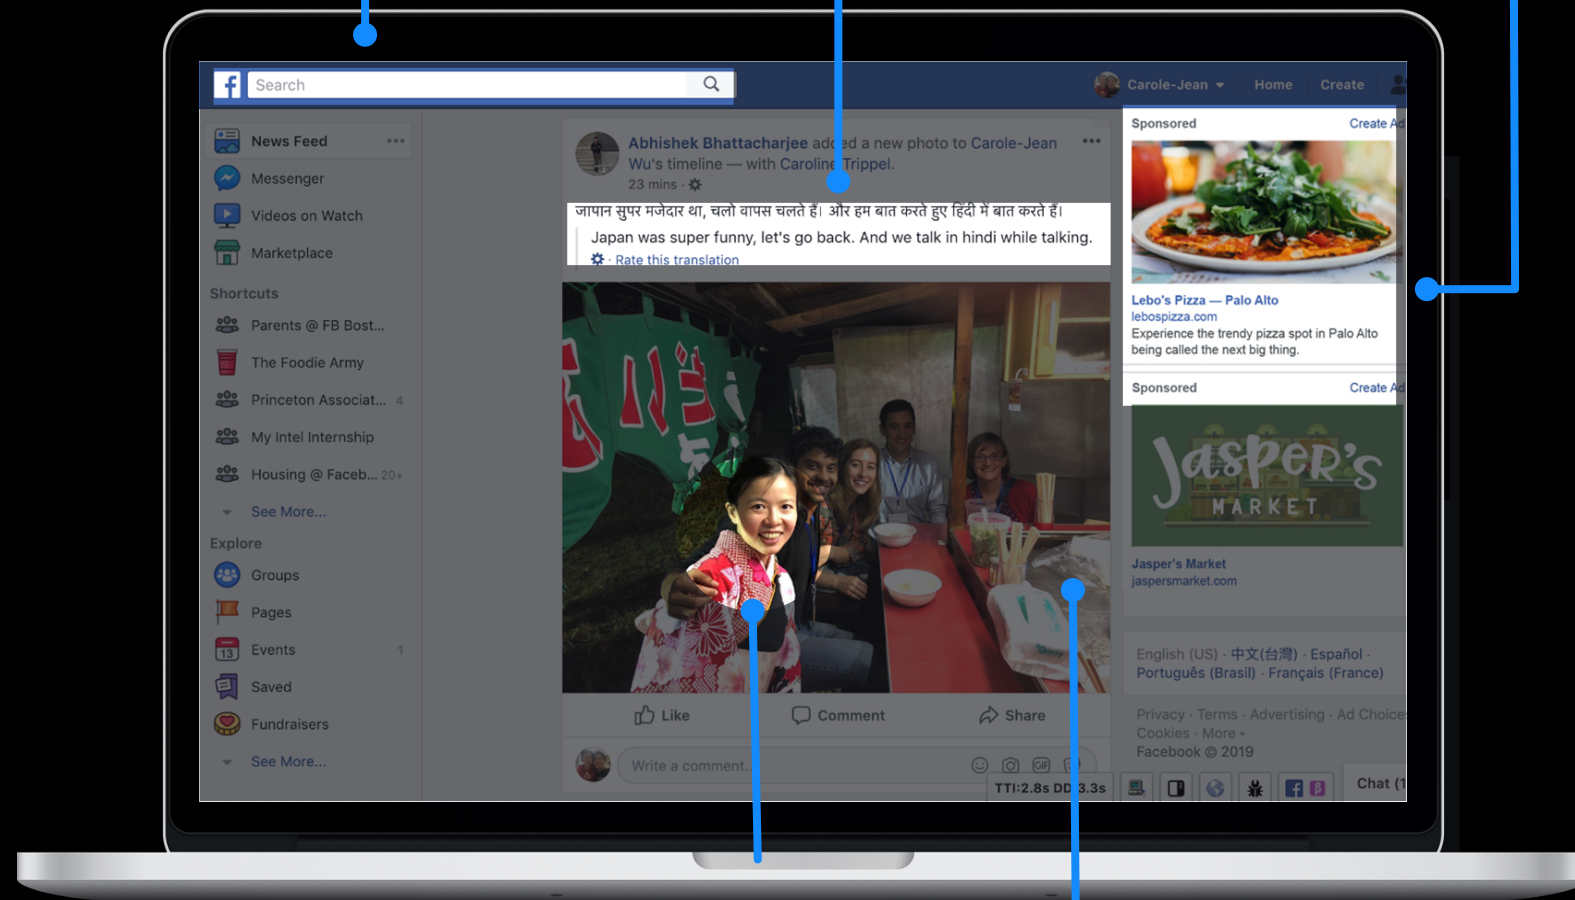 Search
Carole-Jean
Home
Create
News Feed
Messenger
Videos on Watch
Marketplace
Shortcuts
Parents @ FB Bost...
The Foodie Army
Princeton Associat... 4
My Intel Internship
Housing @ Faceb... 20+
See More...
Explore
Groups
Pages
Events 1
Saved
Fundraisers
See More...
Abhishek Bhattacharjee added a new photo to Carole-Jean
Wu's timeline — with Caroline Trippel.
23 mins ·
जापान सुपर मजेदार था, चलो वापस चलते हैं। और हम बात करते हुए हिंदी में बात करते हैं।
Japan was super funny, let's go back. And we talk in hindi while talking.
· Rate this translation
Like
Comment
Share
Write a comment...
GIF
TTI:2.8s DD:3.3s
Sponsored
Create Ad
Lebo's Pizza — Palo Alto
lebospizza.com
Experience the trendy pizza spot in Palo Alto
being called the next big thing.
Sponsored
Create Ad
Jasper's
MARKET
Jasper's Market
jaspersmarket.com
English (US) · 中文(台灣) · Español ·
Português (Brasil) · Français (France)
Privacy · Terms · Advertising · Ad Choices
Cookies · More
Facebook © 2019
Chat (1